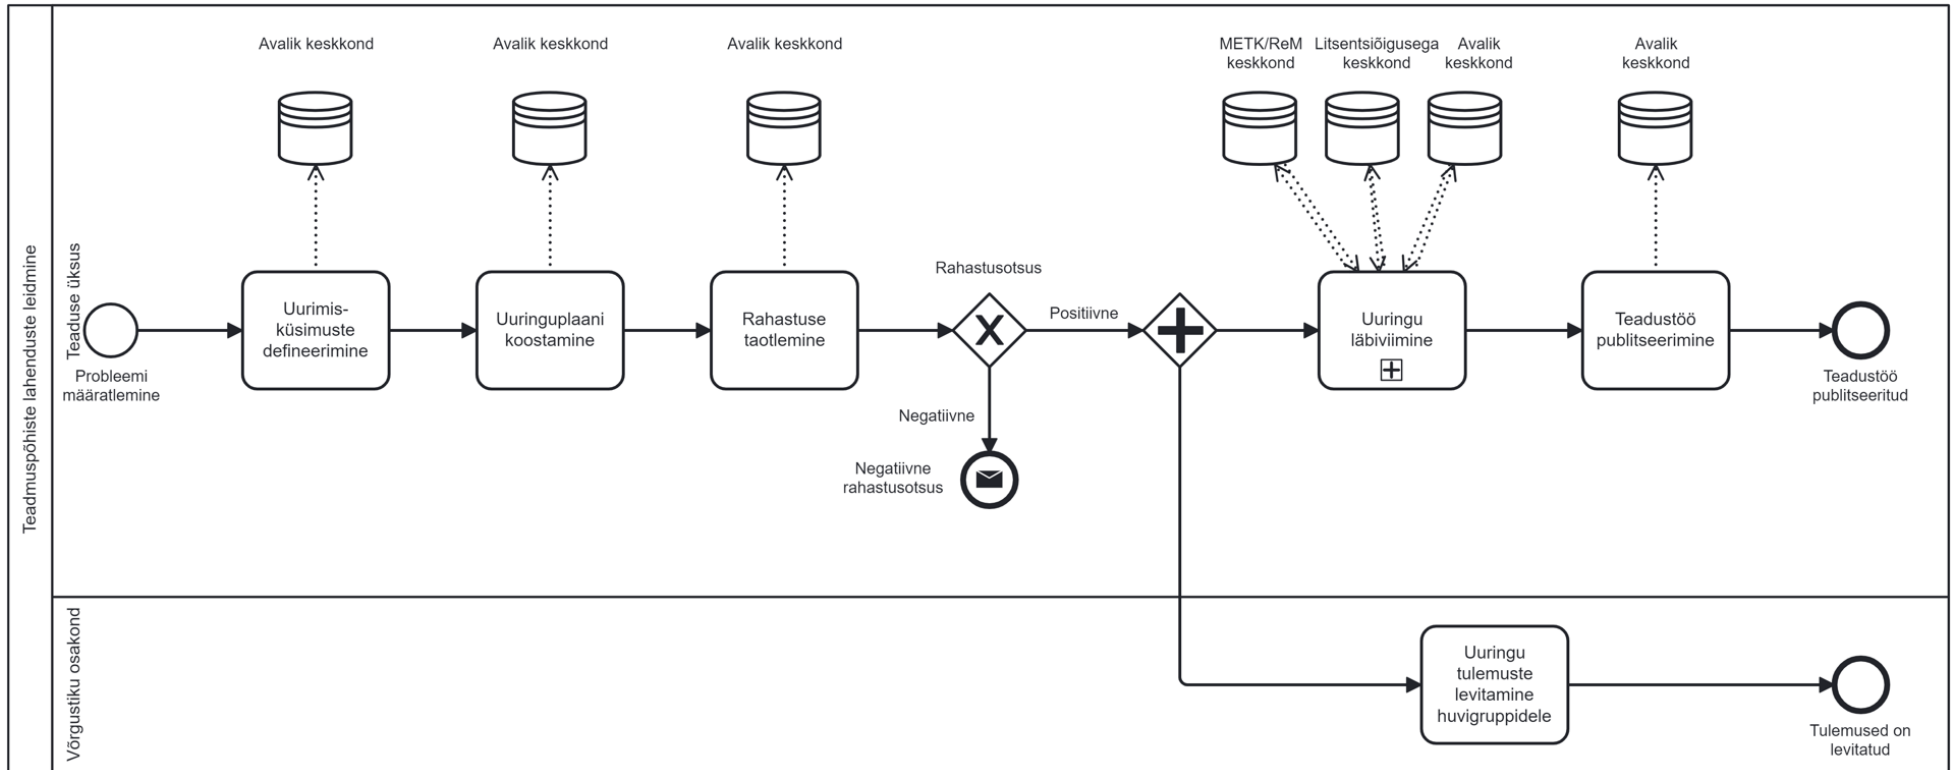 Teadmuspõhiste lahenduste leidmine
Teaduse üksus
Avalik keskkond
Avalik keskkond
Avalik keskkond
METK/ReM
keskkond
Litsentsiõigusega
keskkond
Avalik
keskkond
Avalik
keskkond
Probleemi
määratlemine
Uurimis-
küsimuste
defineerimine
Uuringuplaani
koostamine
Rahastuse
taotlemine
Rahastusotsus
X
Positiivne
Negatiivne
Negatiivne
rahastusotsus
Uuringu
läbiviimine
Teadustöö
publitseerimine
Teadustöö
publitseeritud
Võrgustiku osakond
Uuringu
tulemuste
levitamine
huvigruppidele
Tulemused on
levitatud